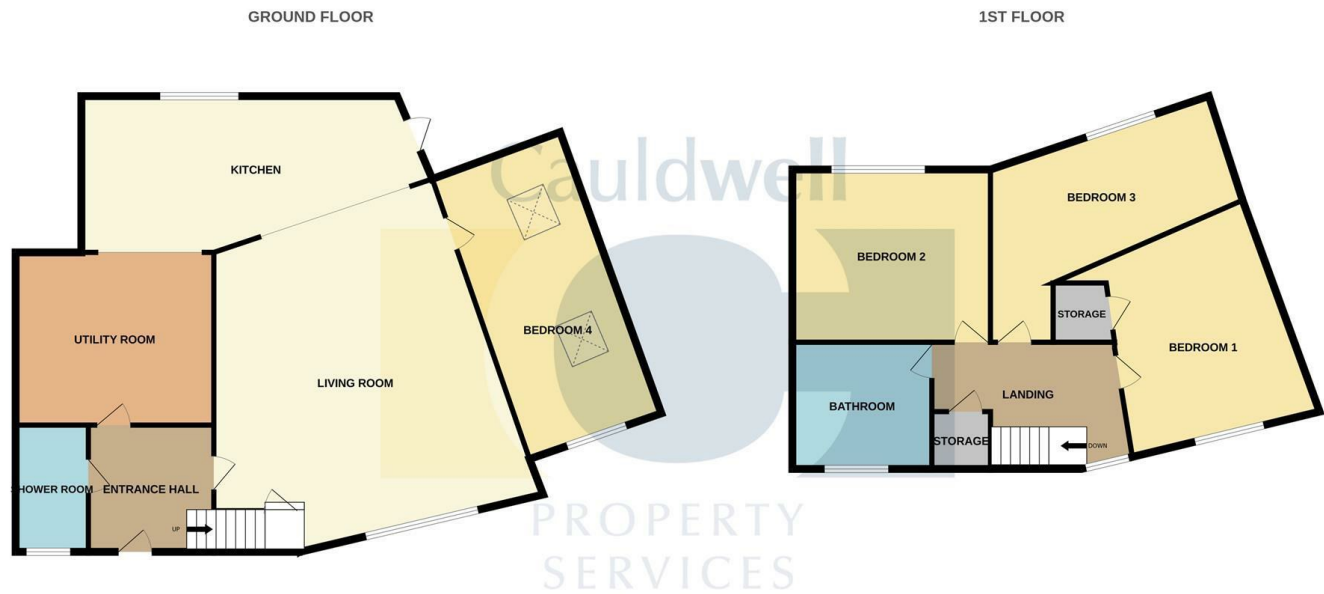 GROUND FLOOR
KITCHEN
UTILITY ROOM
LIVING ROOM
BEDROOM 4
SHOWER ROOM
ENTRANCE HALL
UP
1ST FLOOR
BEDROOM 3
BEDROOM 2
STORAGE
BEDROOM 1
LANDING
BATHROOM
STORAGE
DOWN
Cauldwell
PROPERTY
SERVICES